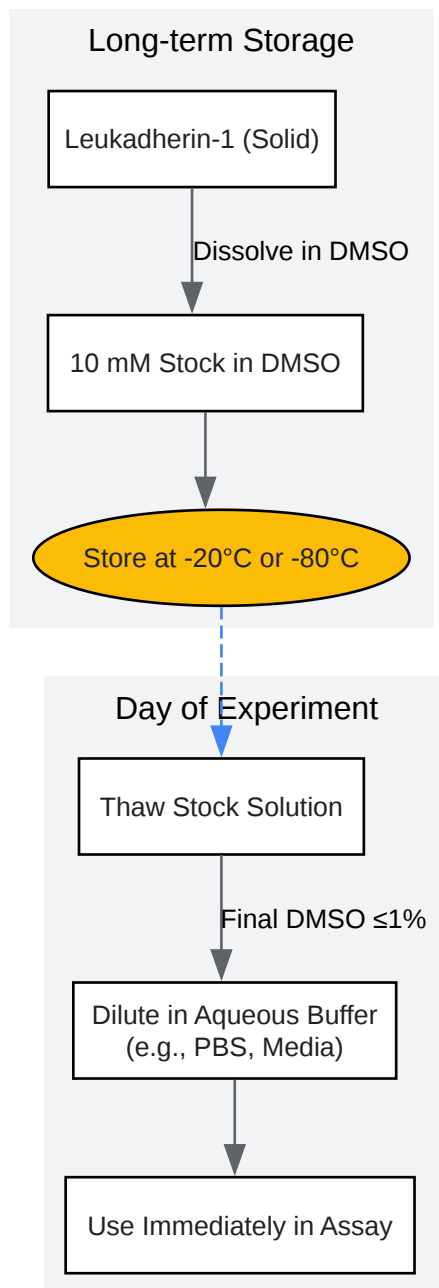 Long-term Storage
Leukadherin-1 (Solid)
Dissolve in DMSO
10 mM Stock in DMSO
Store at -20°C or -80°C
Day of Experiment
Thaw Stock Solution
Final DMSO ≤1%
Dilute in Aqueous Buffer
(e.g., PBS, Media)
Use Immediately in Assay